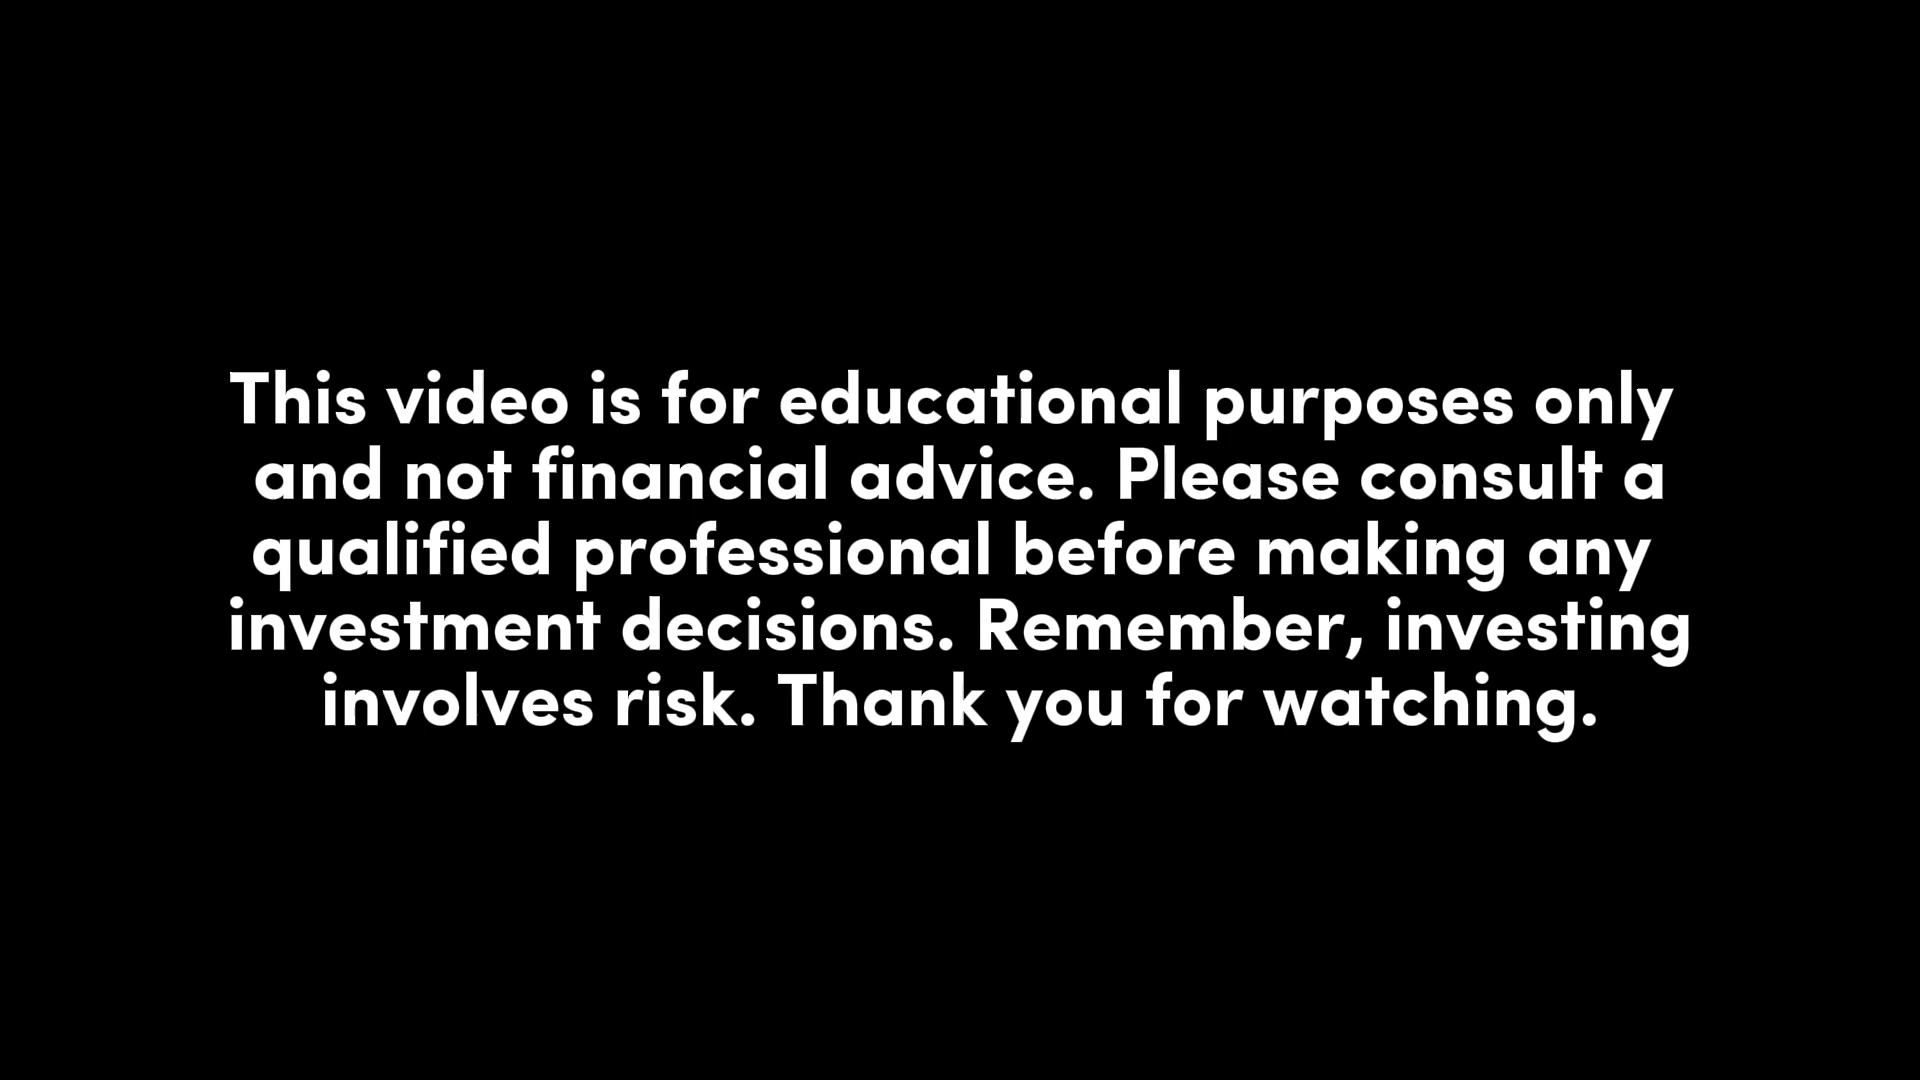 This video is for educational purposes only
and not financial advice. Please consult a
qualified professional before making any
investment decisions. Remember, investing
involves risk. Thank you for watching.